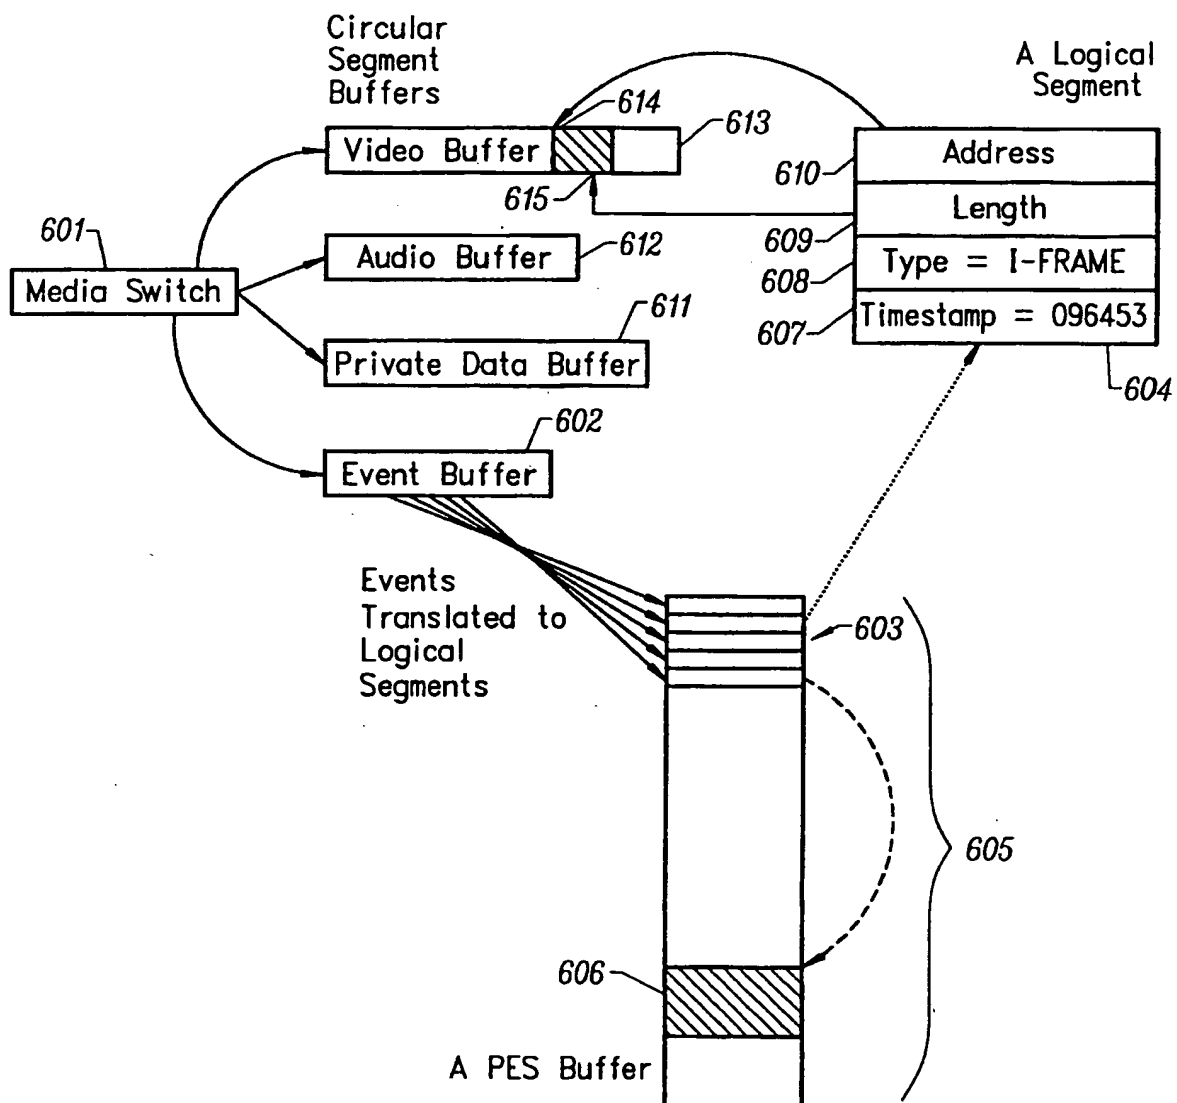 Circular
Segment
Buffers
A Logical
Segment
614
613
Video Buffer
Address
610
615
Length
609
601
612
Audio Buffer
Type = I-FRAME
608
Media Switch
611
Timestamp = 096453
607
Private Data Buffer
604
602
Event Buffer
Events
Translated to
Logical
Segments
603
605
606
A PES Buffer